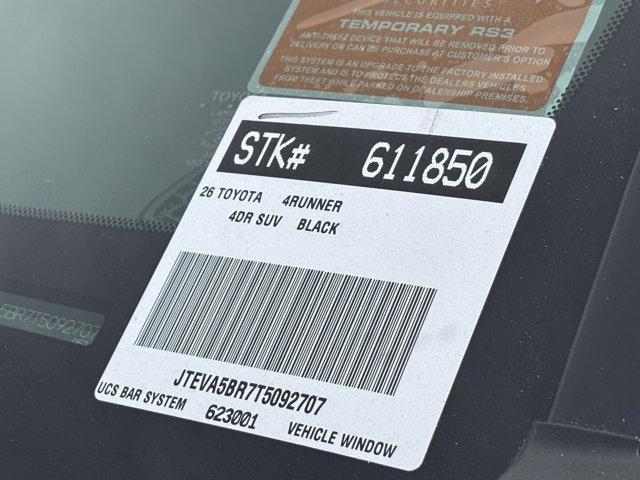 SECURITIES
THIS VEHICLE IS EQUIPPED WITH A
TEMPORARY RS3
ANTI-THEFT DEVICE THAT WILL BE REMOVED PRIOR TO
DELIVERY OR CAN BE PURCHASE AT CUSTOMER'S OPTION
THIS SYSTEM IS AN UPGRADE TO THE FACTORY INSTALLED
SYSTEM AND IS TO PROTECT THE DEALERS VEHICLES
FROM THEFT WHILE PARKED ON DEALERSHIP PREMISES.
STK# 611850
26 TOYOTA 4RUNNER
4DR SUV BLACK
JTEVA5BR7T5092707
UCS BAR SYSTEM 623001 VEHICLE WINDOW
5BR7T5092707